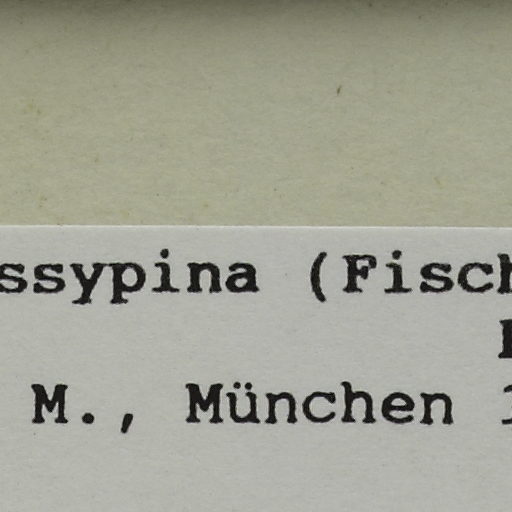 ssypina (Fisch
M., München